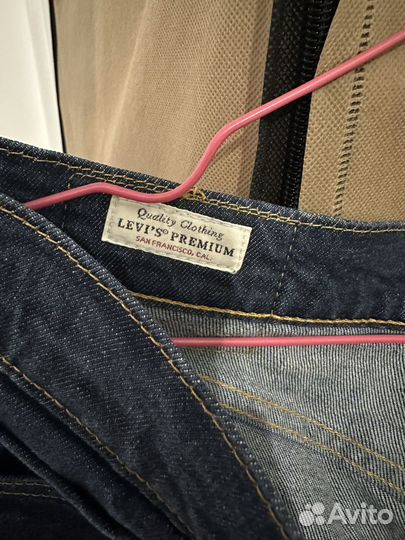 Quality Clothing
LEVI'S® PREMIUM
SAN FRANCISCO, CAL.
Avito